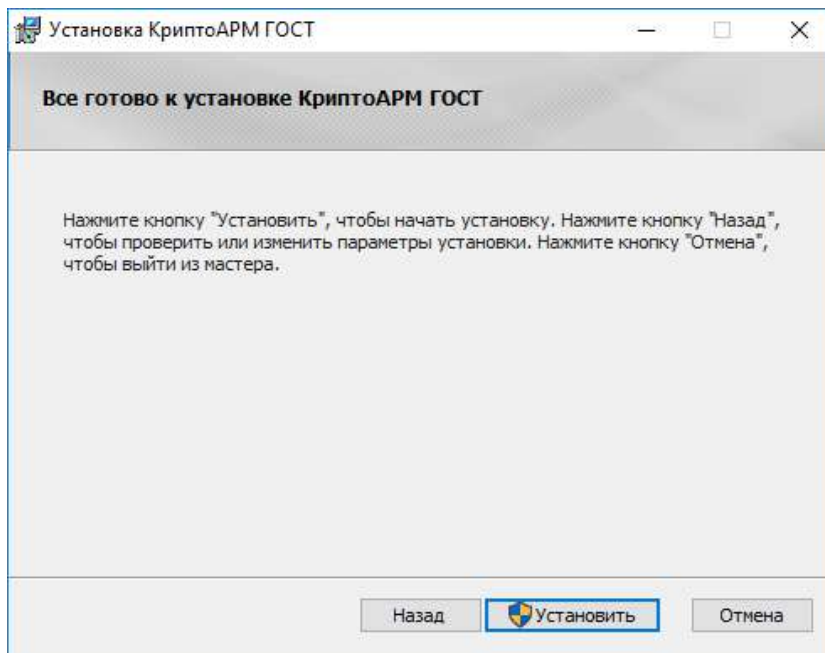 Установка КриптоАРМ ГОСТ
Все готово к установке КриптоАРМ ГОСТ
Нажмите кнопку "Установить", чтобы начать установку. Нажмите кнопку "Назад",
чтобы проверить или изменить параметры установки. Нажмите кнопку "Отмена",
чтобы выйти из мастера.
Назад
Установить
Отмена